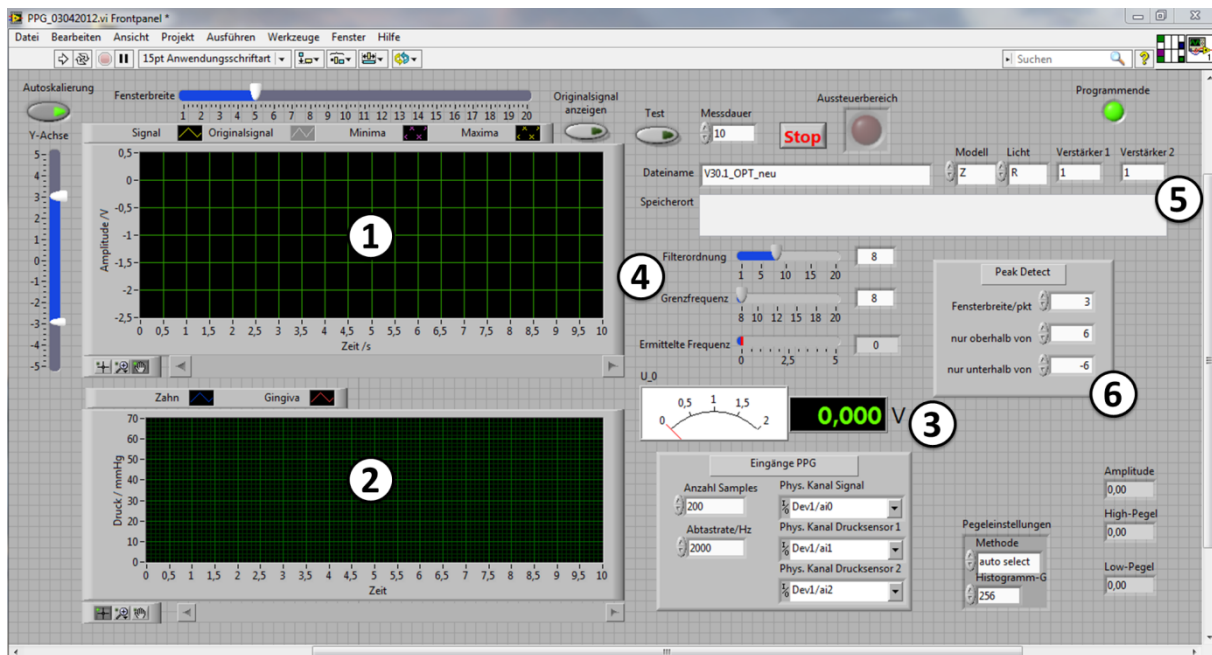 PPG_03042012.vi Frontpanel *
Datei Bearbeiten Ansicht Projekt Ausführen Werkzeuge Fenster Hilfe
15pt Anwendungsschriftart
Suchen
Autoskalierung
Fensterbreite
1 2 3 4 5 6 7 8 9 10 11 12 13 14 15 16 17 18 19 20
Originalsignal
anzeigen
Signal Originalsignal Minima Maxima
Y-Achse
5
4
3
2
1
0
-1
-2
-3
-4
-5
Amplitude /V
0,5
0
-0,5
-1
-1,5
-2
-2,5
0 0,5 1 1,5 2 2,5 3 3,5 4 4,5 5 5,5 6 6,5 7 7,5 8 8,5 9 9,5 10
Zeit /s
1
Zahn Gingiva
Druck / mmHg
70
60
50
40
30
20
10
0
0 0,5 1 1,5 2 2,5 3 3,5 4 4,5 5 5,5 6 6,5 7 7,5 8 8,5 9 9,5 10
Zeit
2
Test
Messdauer
10
Stop
Aussteuerbereich
Programmende
Dateiname V30.1_OPT_neu
Modell Licht Verstärker 1 Verstärker 2
Z R 1 1
Speicherort
5
4
Filterordnung 8
1 5 10 15 20
Grenzfrequenz 8
8 10 12 15 18 20
Ermittelte Frequenz 0
0 2,5 5
Peak Detect
Fensterbreite/pkt 3
nur oberhalb von 6
nur unterhalb von -6
6
U_0
0 0,5 1 1,5 2
0,000 V
3
Eingänge PPG
Anzahl Samples
200
Abtastrate/Hz
2000
Phys. Kanal Signal
Dev1/ai0
Phys. Kanal Drucksensor 1
Dev1/ai1
Phys. Kanal Drucksensor 2
Dev1/ai2
Pegeleinstellungen
Methode
auto select
Histogramm-G
256
Amplitude
0,00
High-Pegel
0,00
Low-Pegel
0,00